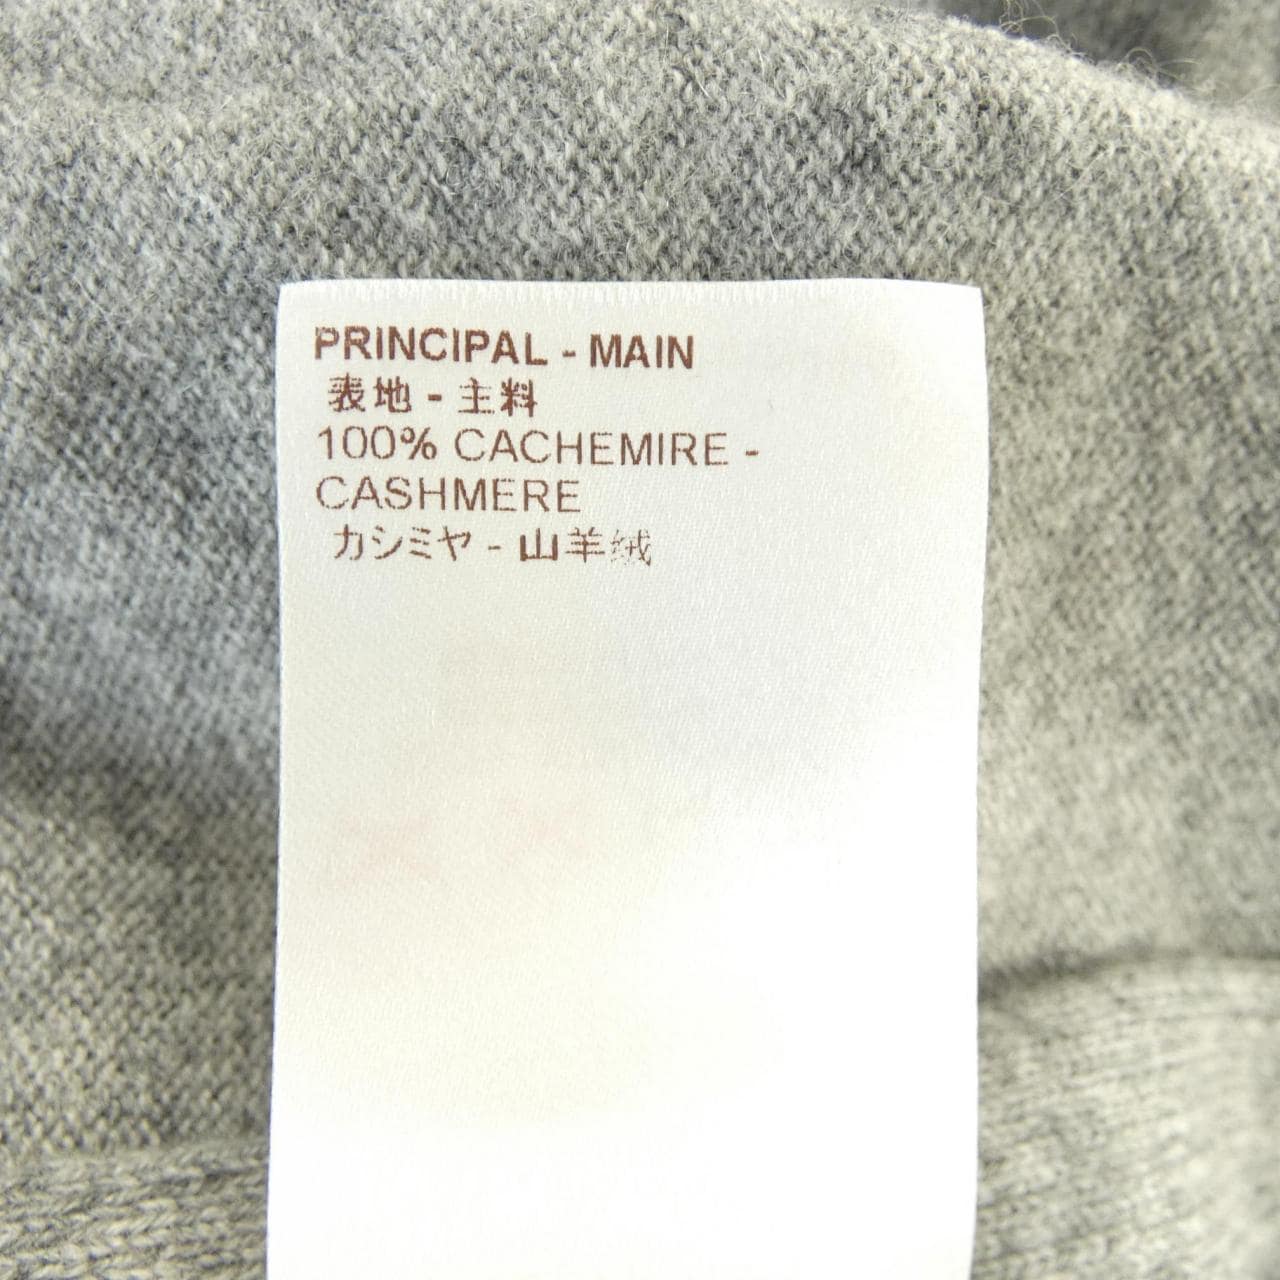 PRINCIPAL - MAIN
表地 - 主料
100% CACHEMIRE -
CASHMERE
カシミヤ - 山羊绒